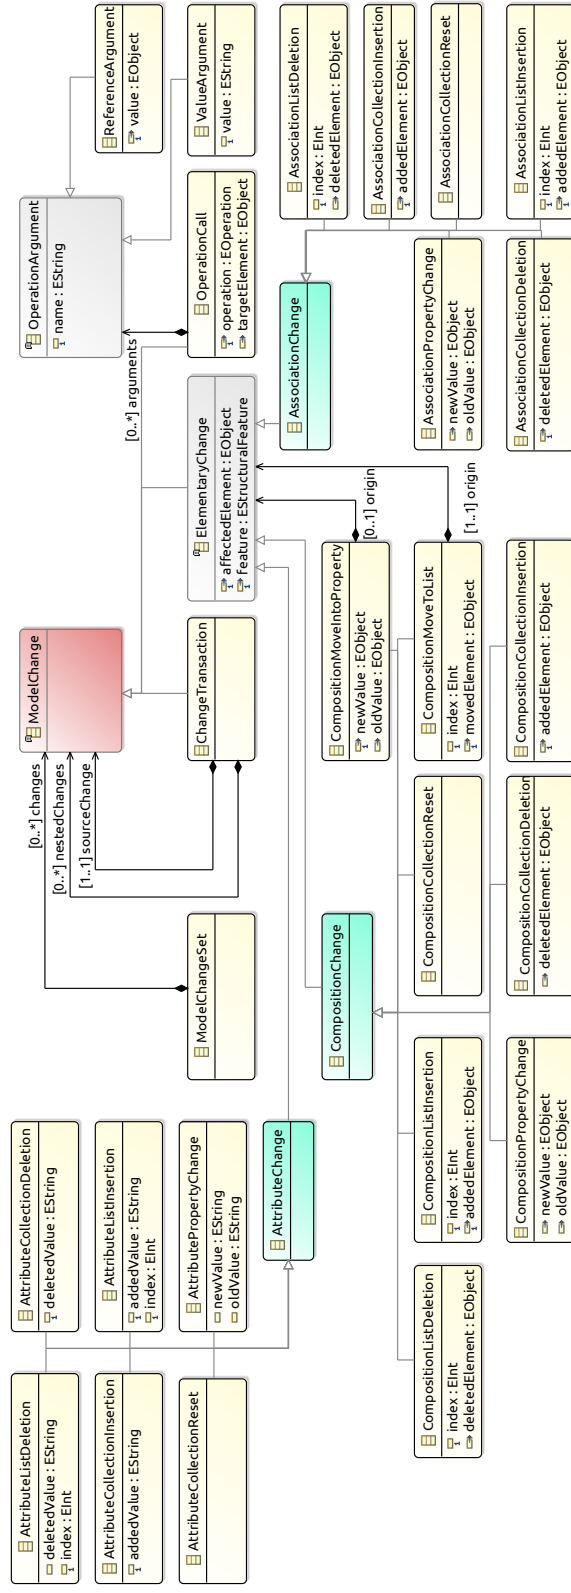 AttributeListDeletion
deletedValue : EString
index : EInt
AttributeCollectionInsertion
addedValue : EString
AttributeCollectionReset
AttributeCollectionDeletion
deletedValue : EString
AttributeListInsertion
addedValue : EString
index : EInt
AttributePropertyChange
newValue : EString
oldValue : EString
AttributeChange
ModelChangeSet
[0..*] changes
[0..*] nestedChanges
[1..1] sourceChange
ModelChange
ChangeTransaction
ElementaryChange
affectedElement : EObject
feature : EStructuralFeature
[0..*] arguments
OperationArgument
name : EString
OperationCall
operation : EOperation
targetElement : EObject
ReferenceArgument
value : EObject
ValueArgument
value : EString
CompositionChange
CompositionListDeletion
index : EInt
deletedElement : EObject
CompositionListInsertion
index : EInt
addedElement : EObject
CompositionPropertyChange
newValue : EObject
oldValue : EObject
CompositionCollectionReset
CompositionCollectionDeletion
deletedElement : EObject
CompositionMoveIntoProperty
newValue : EObject
oldValue : EObject
[0..1] origin
CompositionMoveToList
index : EInt
movedElement : EObject
[1..1] origin
CompositionCollectionInsertion
addedElement : EObject
AssociationChange
AssociationPropertyChange
newValue : EObject
oldValue : EObject
AssociationCollectionDeletion
deletedElement : EObject
AssociationListDeletion
index : EInt
deletedElement : EObject
AssociationCollectionInsertion
addedElement : EObject
AssociationCollectionReset
AssociationListInsertion
index : EInt
addedElement : EObject